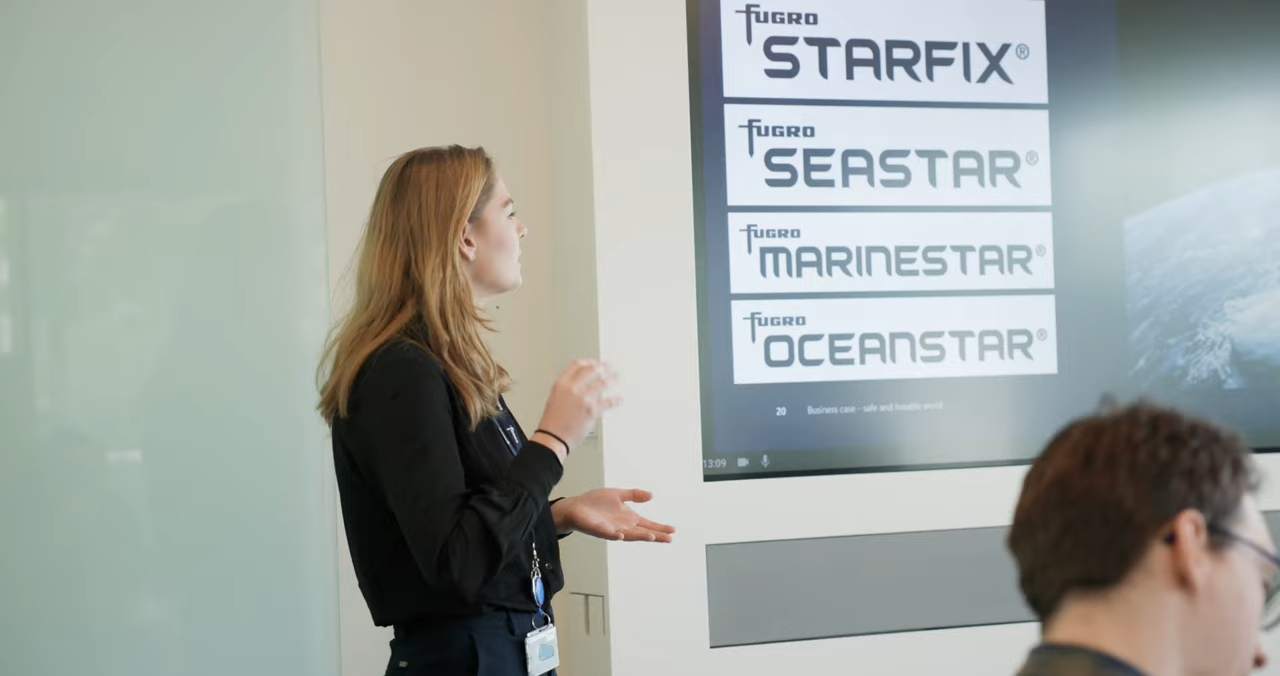 fugro
STARFIX®
fugro
SEASTAR®
fugro
MARINESTAR®
fugro
OCEANSTAR®
20 Business case - safe and liveable world
13:09